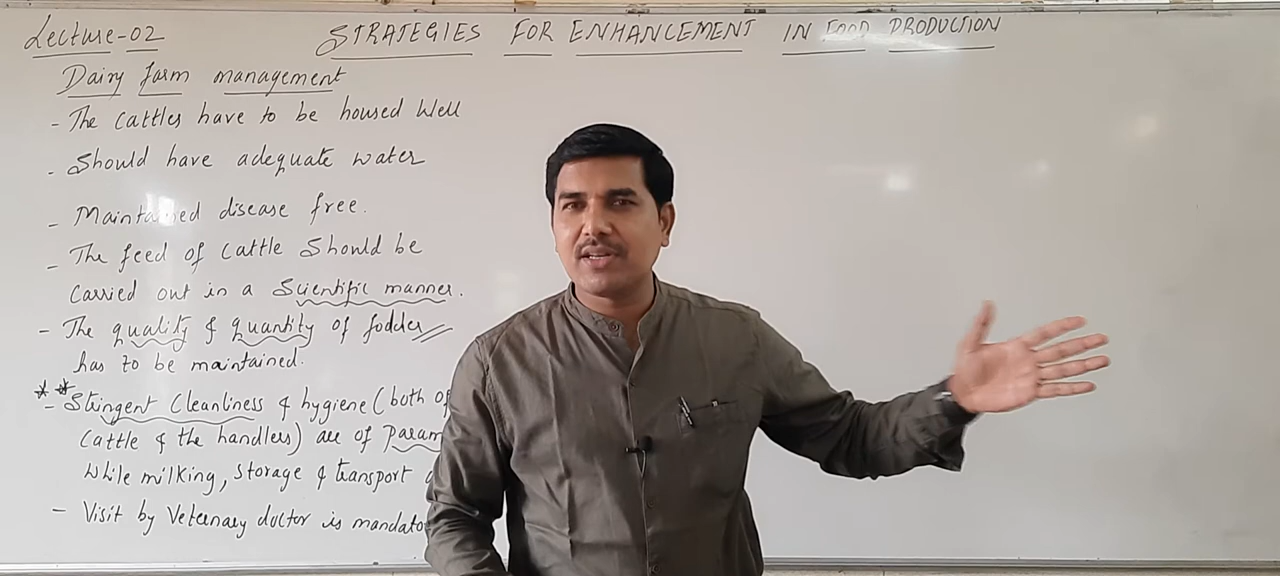 Lecture-02
STRATEGIES FOR ENHANCEMENT IN FOOD PRODUCTION
Dairy farm management
- The Cattles have to be housed well
- Should have adequate water
- Maintained disease free.
- The feed of Cattle Should be
Carried out in a Scientific manner.
- The quality & quantity of fodder
has to be maintained.
** - Stringent Cleanliness & hygiene (both of
Cattle & the handlers) are of Param
While milking, Storage & transport
- Visit by Veternary doctor is mandato